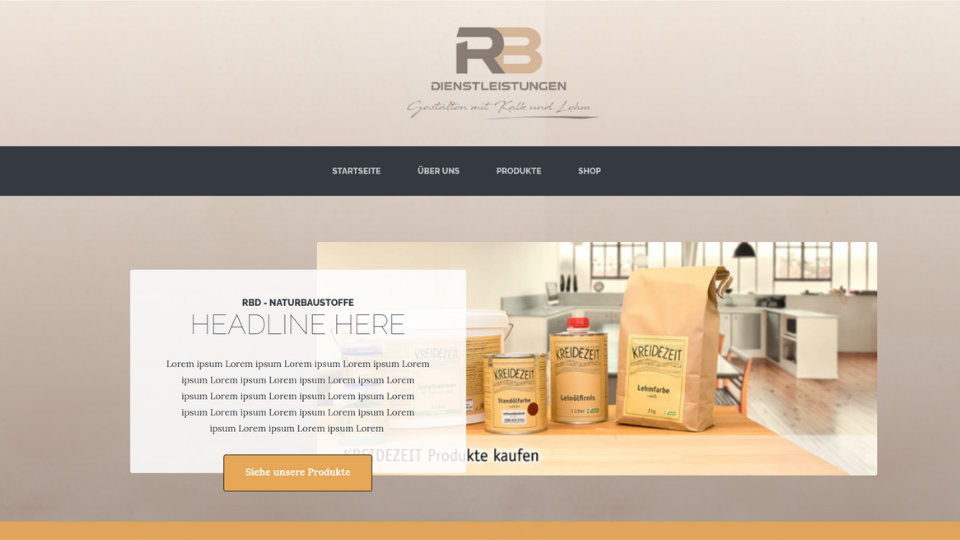 RB
DIENSTLEISTUNGEN
Gestalten mit Kalk und Lehm
STARTSEITE ÜBER UNS PRODUKTE SHOP
RBD - NATURBAUSTOFFE
HEADLINE HERE
Lorem ipsum Lorem ipsum Lorem ipsum Lorem ipsum Lorem
ipsum Lorem ipsum Lorem ipsum Lorem ipsum Lorem
ipsum Lorem ipsum Lorem ipsum Lorem ipsum Lorem
ipsum Lorem ipsum Lorem ipsum Lorem ipsum Lorem
ipsum Lorem ipsum Lorem ipsum Lorem
Siehe unsere Produkte
KREIDEZEIT
KREIDEZEIT
Standölfarbe
KREIDEZEIT
Leinölfirnis
1 Liter
KREIDEZEIT
Lehmfarbe
KREIDEZEIT Produkte kaufen